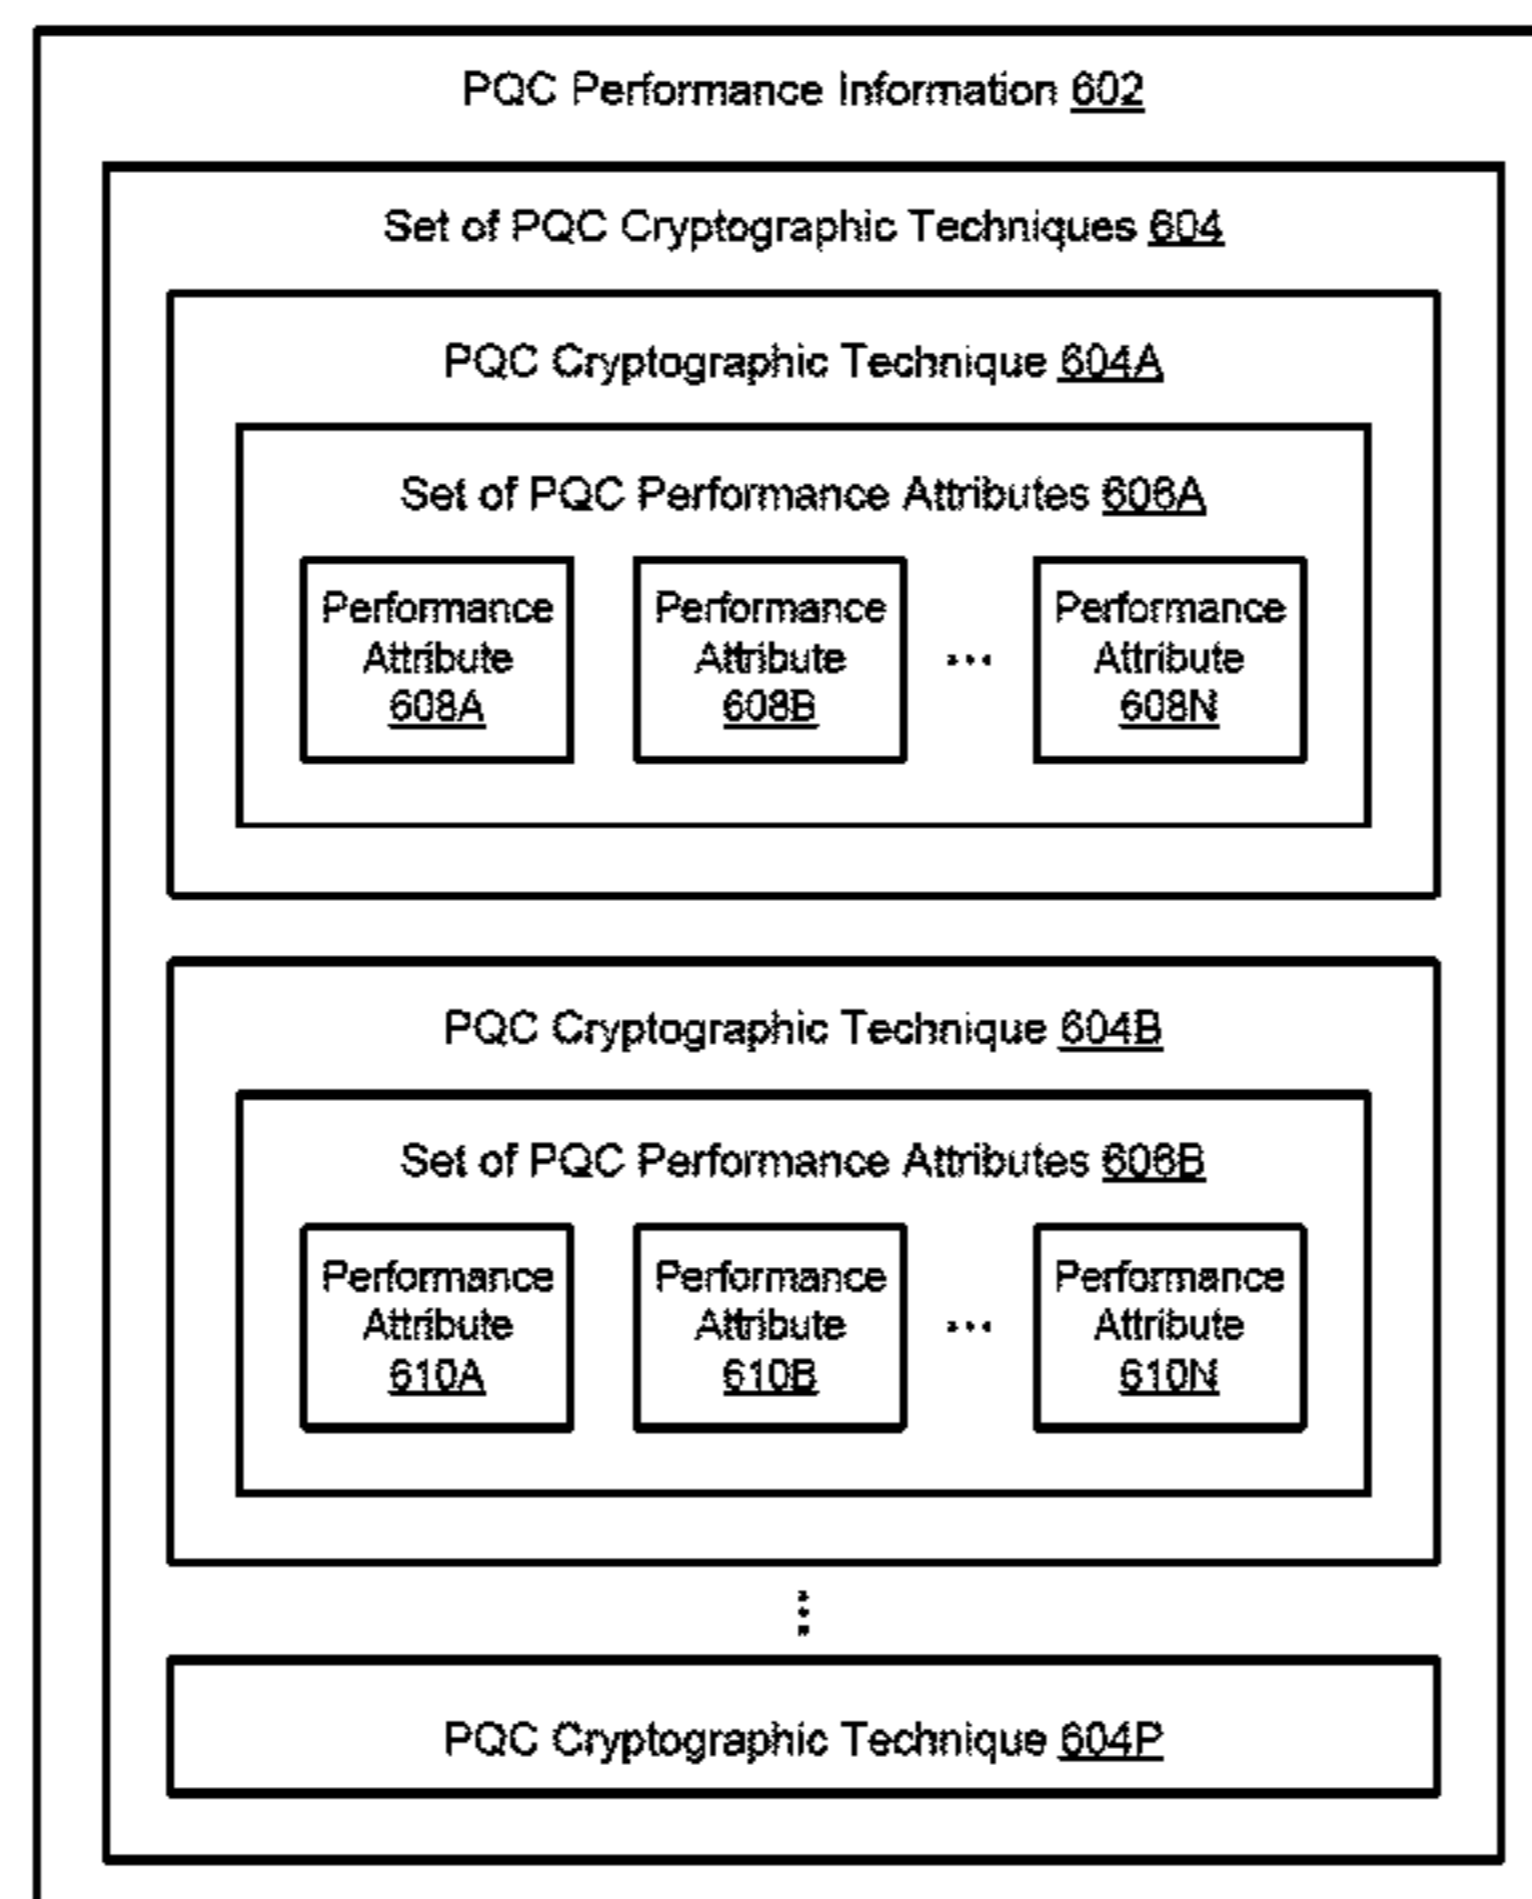 PQC Performance Information 602
Set of PQC Cryptographic Techniques 604
PQC Cryptographic Technique 604A
Set of PQC Performance Attributes 606A
Performance
Attribute
608A
Performance
Attribute
608B
...
Performance
Attribute
608N
PQC Cryptographic Technique 604B
Set of PQC Performance Attributes 606B
Performance
Attribute
610A
Performance
Attribute
610B
...
Performance
Attribute
610N
⋮
PQC Cryptographic Technique 604P